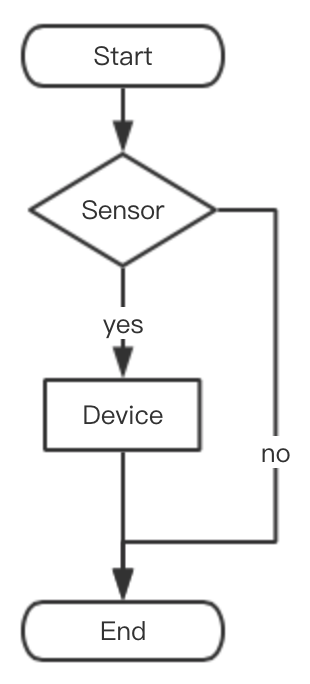 Start
Sensor
yes
Device
no
End